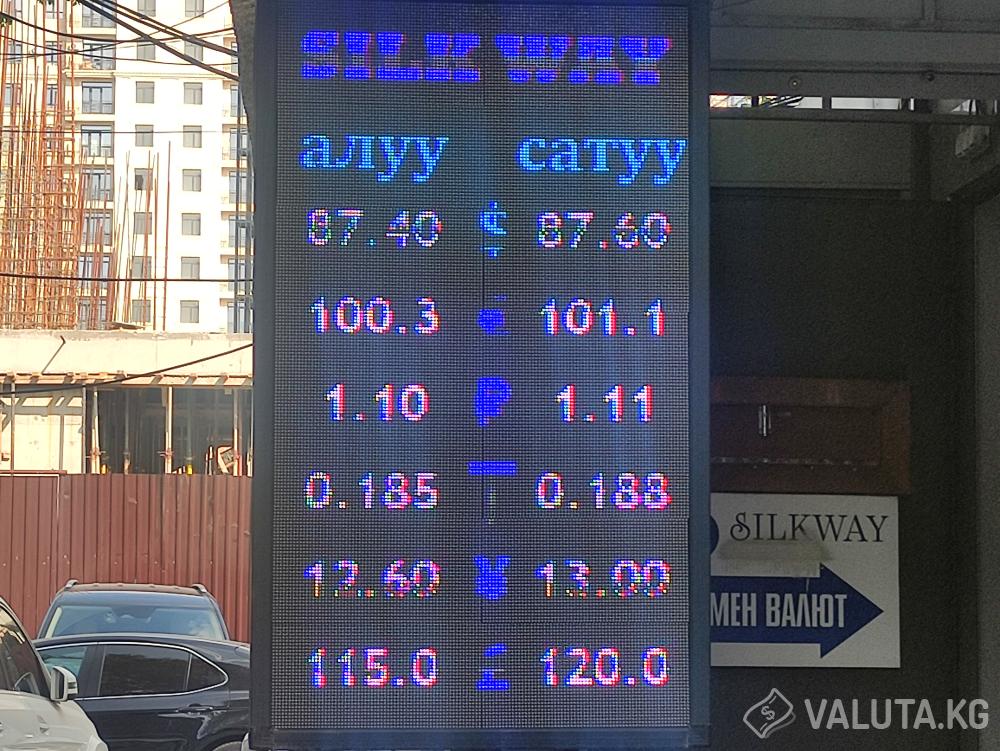 SILK WAY
алуу сатуу
87.40 $ 87.60
100.3 € 101.1
1.10 ₽ 1.11
0.185 ₸ 0.188
12.60 ¥ 13.00
115.0 £ 120.0
SILKWAY
МЕН ВАЛЮТ
VALUTA.KG